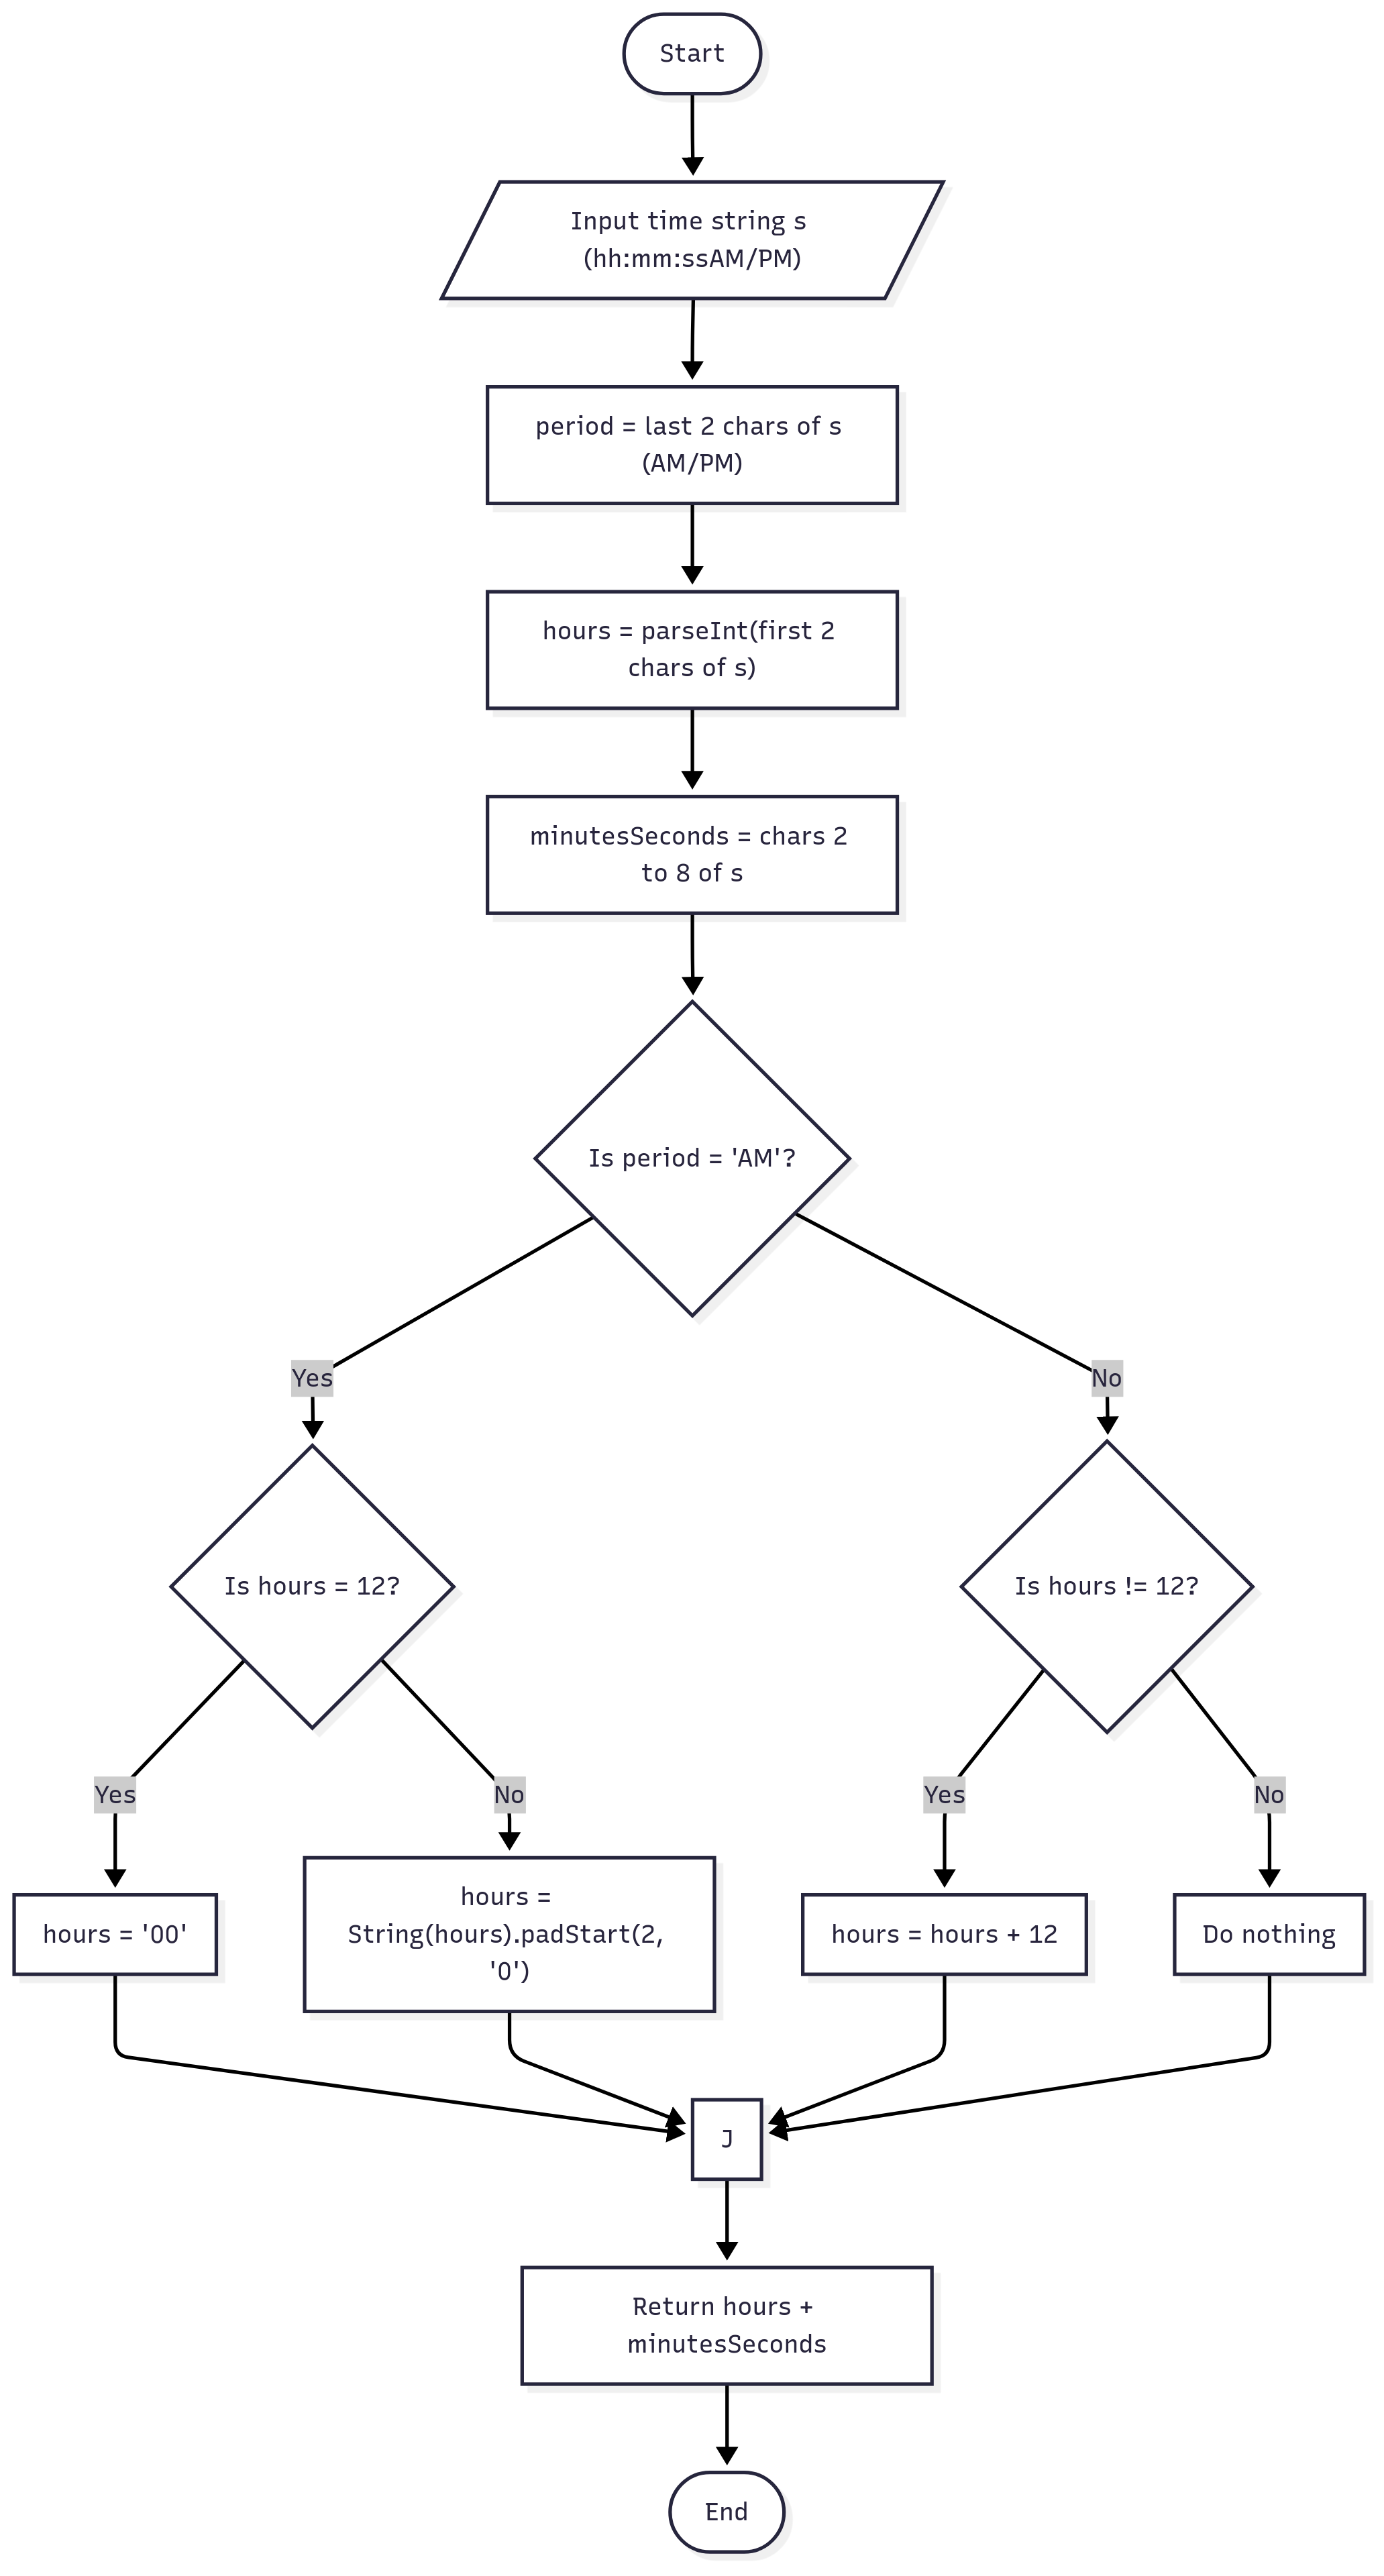 Start
Input time string s
(hh:mm:ssAM/PM)
period = last 2 chars of s
(AM/PM)
hours = parseInt(first 2
chars of s)
minutesSeconds = chars 2
to 8 of s
Is period = 'AM'?
Yes
No
Is hours = 12?
Is hours != 12?
Yes
No
Yes
No
hours = '00'
hours =
String(hours).padStart(2,
'0')
hours = hours + 12
Do nothing
J
Return hours +
minutesSeconds
End